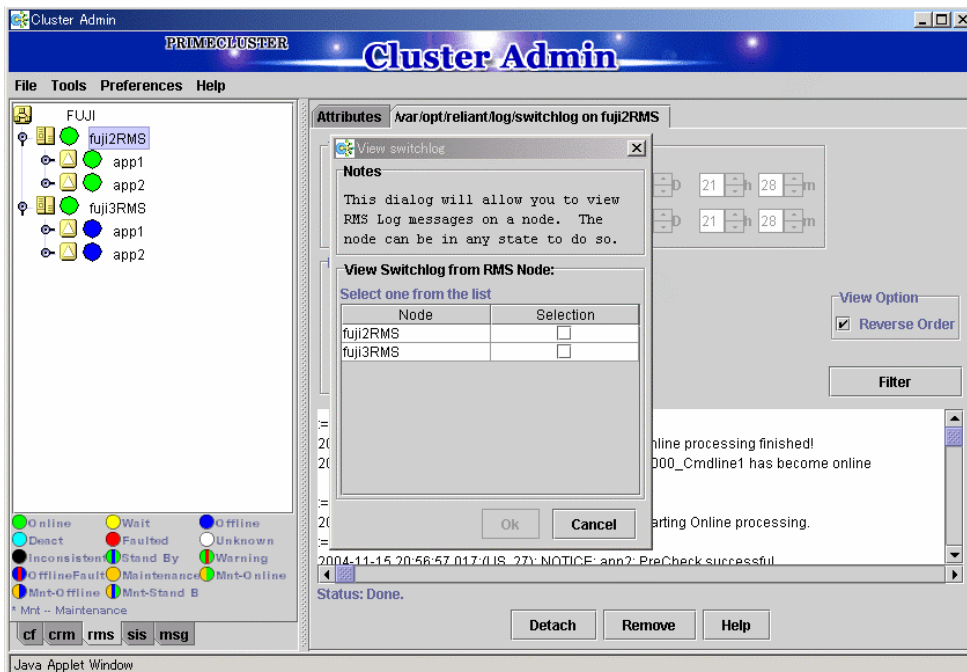 Cluster Admin
PRIMECLUSTER
Cluster Admin
File Tools Preferences Help
FUJI
fuji2RMS
app1
app2
fuji3RMS
app1
app2
Online Wait Offline
Deact Faulted Unknown
Inconsistent Stand By Warning
OfflineFault Maintenance Mnt-Online
Mnt-Offline Mnt-Stand B
* Mnt -- Maintenance
cf crm rms sis msg
Attributes /var/opt/reliant/log/switchlog on fuji2RMS
D 21 h 28 m
D 21 h 28 m
View switchlog
Notes
This dialog will allow you to view
RMS Log messages on a node. The
node can be in any state to do so.
View Switchlog from RMS Node:
Select one from the list
Node Selection
fuji2RMS
fuji3RMS
Ok Cancel
View Option
Reverse Order
Filter
:=
20 nline processing finished!
20 000_Cmdline1 has become online
:=
20 arting Online processing.
:=
2004-11-15 20:56:57.017:(US, 27): NOTICE: app2: PreCheck successful
Status: Done.
Detach Remove Help
Java Applet Window